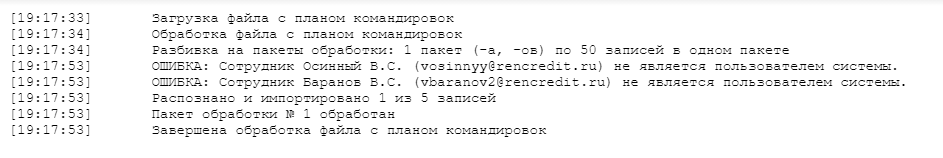 [19:17:33] Загрузка файла с планом командировок
[19:17:34] Обработка файла с планом командировок
[19:17:34] Разбивка на пакеты обработки: 1 пакет (-а, -ов) по 50 записей в одном пакете
[19:17:53] ОШИБКА: Сотрудник Осинный В.С. (vosinnyy@rencredit.ru) не является пользователем системы.
[19:17:53] ОШИБКА: Сотрудник Баранов В.С. (vbaranov2@rencredit.ru) не является пользователем системы.
[19:17:53] Распознано и импортировано 1 из 5 записей
[19:17:53] Пакет обработки № 1 обработан
[19:17:53] Завершена обработка файла с планом командировок